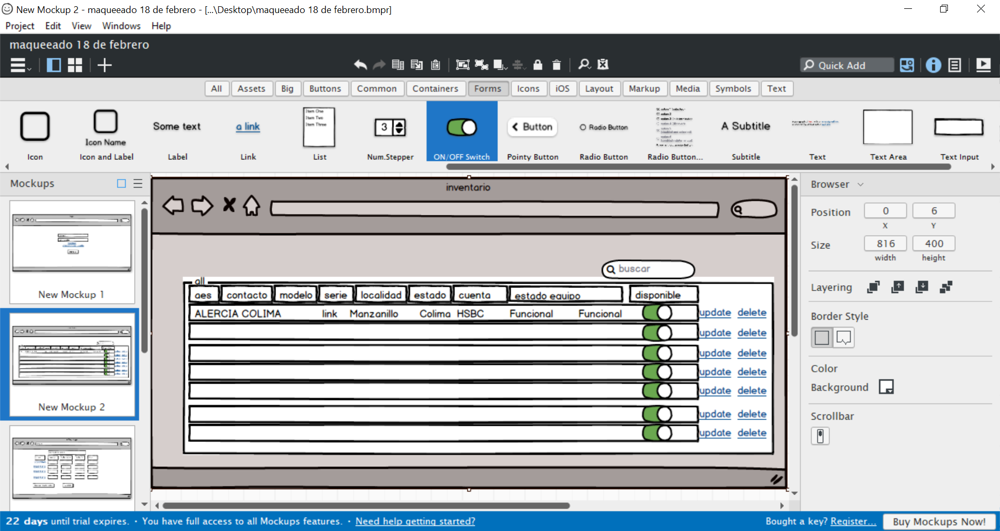 New Mockup 2 - maqueeado 18 de febrero - [...\Desktop\maqueeado 18 de febrero.bmpr]
Project Edit View Windows Help
maqueeado 18 de febrero
Quick Add
All Assets Big Buttons Common Containers Forms Icons iOS Layout Markup Media Symbols Text
Item One
Item Two
Item Three
Icon Name
Some text
a link
3
Button
Radio Button
A Subtitle
Icon Icon and Label Label Link List Num.Stepper ON/OFF Switch Pointy Button Radio Button Radio Button... Subtitle Text Text Area Text Input
Mockups
New Mockup 1
New Mockup 2
inventario
buscar
all
aes contacto modelo serie localidad estado cuenta estado equipo disponible
ALERCIA COLIMA link Manzanillo Colima HSBC Funcional Funcional update delete
update delete
update delete
update delete
update delete
update delete
update delete
Browser
Position 0 6
X Y
Size 816 400
width height
Layering
Border Style
Color
Background
Scrollbar
22 days until trial expires. · You have full access to all Mockups features. · Need help getting started?
Bought a key? Register... Buy Mockups Now!